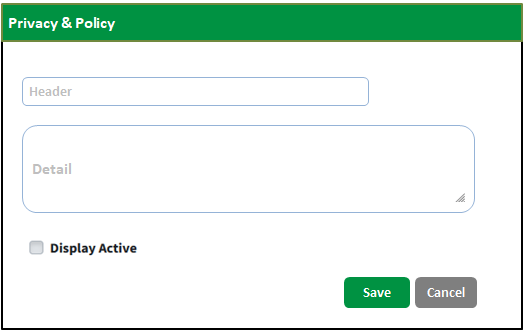 Privacy & Policy
Header
Detail
Display Active
Save Cancel